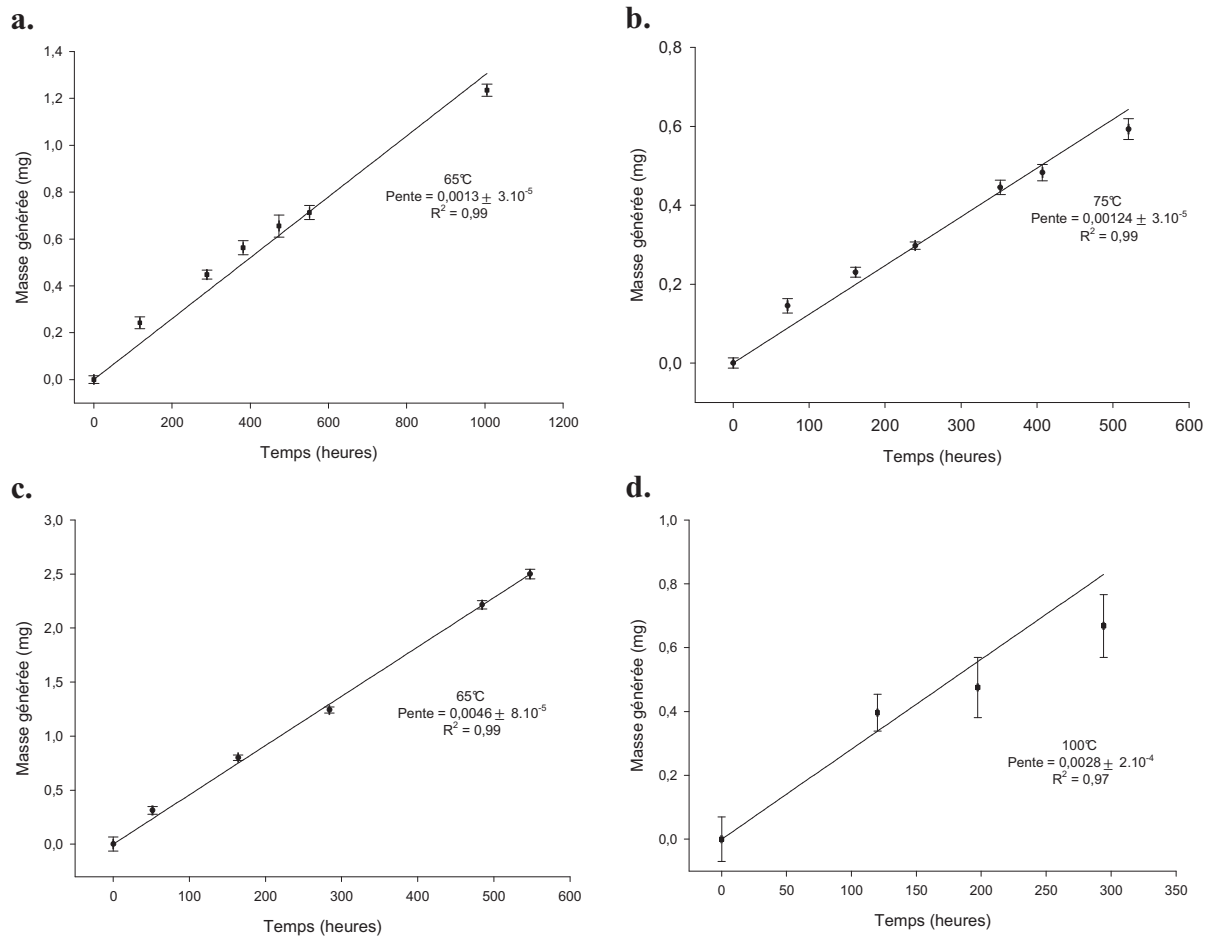 a.
1,4
1,2
1,0
0,8
0,6
0,4
0,2
0,0
Masse générée (mg)
65°C
Pente = 0,0013 ± 3.10⁻⁵
R² = 0,99
0 200 400 600 800 1000 1200
Temps (heures)
b.
0,8
0,6
0,4
0,2
0,0
Masse générée (mg)
75°C
Pente = 0,00124 ± 3.10⁻⁵
R² = 0,99
0 100 200 300 400 500 600
Temps (heures)
c.
3,0
2,5
2,0
1,5
1,0
0,5
0,0
Masse générée (mg)
65°C
Pente = 0,0046 ± 8.10⁻⁵
R² = 0,99
0 100 200 300 400 500 600
Temps (heures)
d.
1,0
0,8
0,6
0,4
0,2
0,0
Masse générée (mg)
100°C
Pente = 0,0028 ± 2.10⁻⁴
R² = 0,97
0 50 100 150 200 250 300 350
Temps (heures)